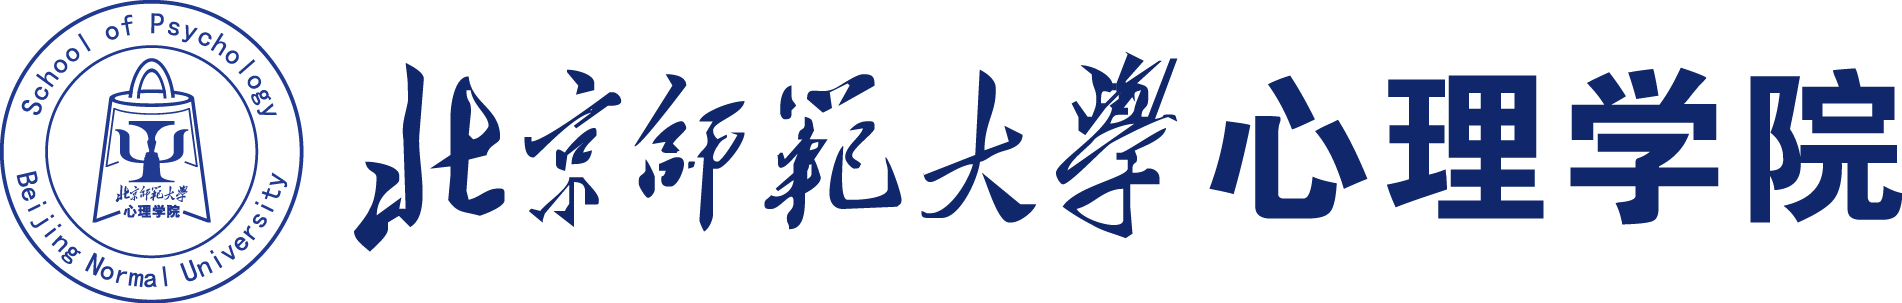 School of Psychology
北京師範大學
心理学院
Beijing Normal University
北京師範大學心理学院